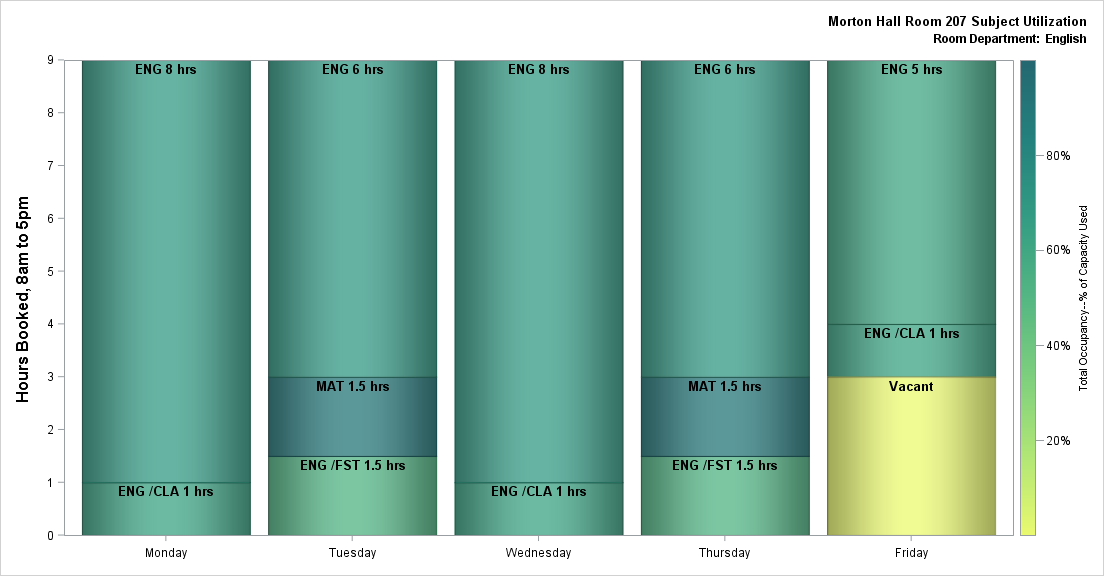 Morton Hall Room 207 Subject Utilization
Room Department: English
Hours Booked, 8am to 5pm
9
8
7
6
5
4
3
2
1
0
ENG 8 hrs
ENG /CLA 1 hrs
ENG 6 hrs
MAT 1.5 hrs
ENG /FST 1.5 hrs
ENG 8 hrs
ENG /CLA 1 hrs
ENG 6 hrs
MAT 1.5 hrs
ENG /FST 1.5 hrs
ENG 5 hrs
ENG /CLA 1 hrs
Vacant
Monday
Tuesday
Wednesday
Thursday
Friday
80%
60%
40%
20%
Total Occupancy--% of Capacity Used